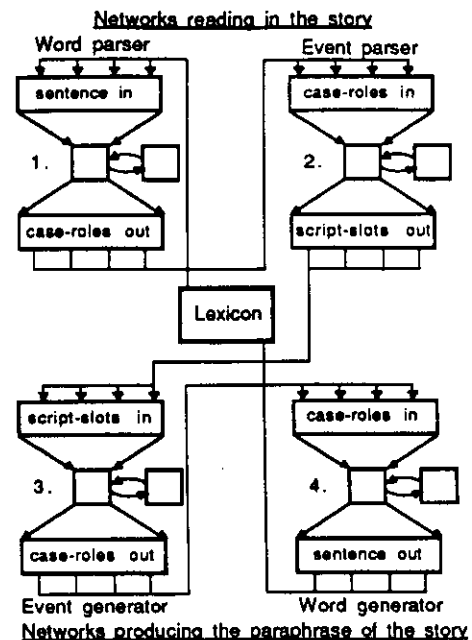 Networks reading in the story
Word parser
Event parser
sentence in
case-roles in
1.
2.
case-roles out
script-slots out
Lexicon
script-slots in
case-roles in
3.
4.
case-roles out
sentence out
Event generator
Word generator
Networks producing the paraphrase of the story